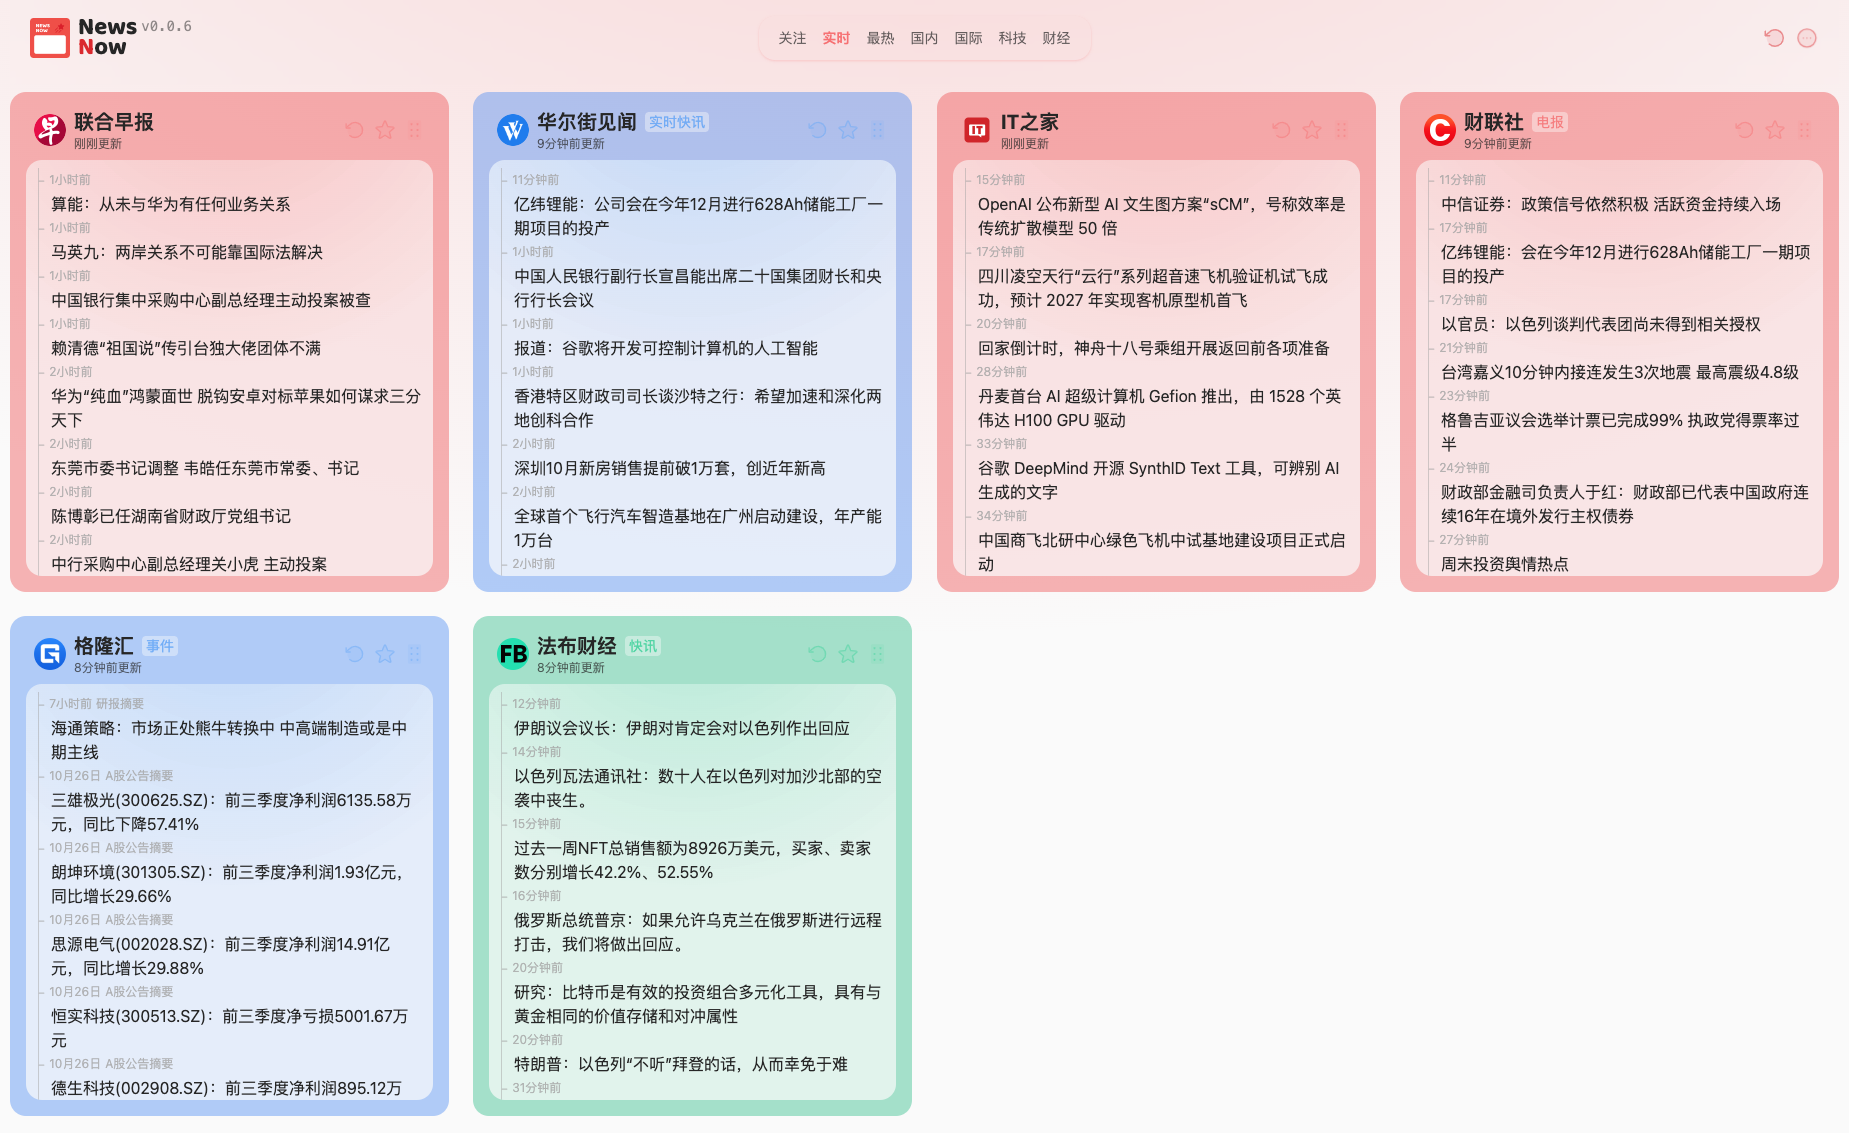 NEWS
NOW
News
Now
v0.0.6
关注
实时
最热
国内
国际
科技
财经
早
联合早报
刚刚更新
1小时前
算能：从未与华为有任何业务关系
1小时前
马英九：两岸关系不可能靠国际法解决
1小时前
中国银行集中采购中心副总经理主动投案被查
1小时前
赖清德“祖国说”传引台独大佬团体不满
2小时前
华为“纯血”鸿蒙面世 脱钩安卓对标苹果如何谋求三分
天下
2小时前
东莞市委书记调整 韦皓任东莞市常委、书记
2小时前
陈博彰已任湖南省财政厅党组书记
2小时前
中行采购中心副总经理关小虎 主动投案
W
华尔街见闻
实时快讯
9分钟前更新
11分钟前
亿纬锂能：公司会在今年12月进行628Ah储能工厂一
期项目的投产
1小时前
中国人民银行副行长宣昌能出席二十国集团财长和央
行行长会议
1小时前
报道：谷歌将开发可控制计算机的人工智能
1小时前
香港特区财政司司长谈沙特之行：希望加速和深化两
地创科合作
2小时前
深圳10月新房销售提前破1万套，创近年新高
2小时前
全球首个飞行汽车智造基地在广州启动建设，年产能
1万台
2小时前
IT
IT之家
刚刚更新
15分钟前
OpenAI 公布新型 AI 文生图方案“sCM”，号称效率是
传统扩散模型 50 倍
17分钟前
四川凌空天行“云行”系列超音速飞机验证机试飞成
功，预计 2027 年实现客机原型机首飞
20分钟前
回家倒计时，神舟十八号乘组开展返回前各项准备
28分钟前
丹麦首台 AI 超级计算机 Gefion 推出，由 1528 个英
伟达 H100 GPU 驱动
33分钟前
谷歌 DeepMind 开源 SynthID Text 工具，可辨别 AI
生成的文字
34分钟前
中国商飞北研中心绿色飞机中试基地建设项目正式启
动
C
财联社
电报
9分钟前更新
11分钟前
中信证券：政策信号依然积极 活跃资金持续入场
17分钟前
亿纬锂能：会在今年12月进行628Ah储能工厂一期项
目的投产
17分钟前
以官员：以色列谈判代表团尚未得到相关授权
21分钟前
台湾嘉义10分钟内接连发生3次地震 最高震级4.8级
23分钟前
格鲁吉亚议会选举计票已完成99% 执政党得票率过
半
24分钟前
财政部金融司负责人于红：财政部已代表中国政府连
续16年在境外发行主权债券
27分钟前
周末投资舆情热点
G
格隆汇
事件
8分钟前更新
7小时前 研报摘要
海通策略：市场正处熊牛转换中 中高端制造或是中
期主线
10月26日 A股公告摘要
三雄极光(300625.SZ)：前三季度净利润6135.58万
元，同比下降57.41%
10月26日 A股公告摘要
朗坤环境(301305.SZ)：前三季度净利润1.93亿元，
同比增长29.66%
10月26日 A股公告摘要
思源电气(002028.SZ)：前三季度净利润14.91亿
元，同比增长29.88%
10月26日 A股公告摘要
恒实科技(300513.SZ)：前三季度净亏损5001.67万
元
10月26日 A股公告摘要
德生科技(002908.SZ)：前三季度净利润895.12万
FB
法布财经
快讯
8分钟前更新
12分钟前
伊朗议会议长：伊朗对肯定会对以色列作出回应
14分钟前
以色列瓦法通讯社：数十人在以色列对加沙北部的空
袭中丧生。
15分钟前
过去一周NFT总销售额为8926万美元，买家、卖家
数分别增长42.2%、52.55%
16分钟前
俄罗斯总统普京：如果允许乌克兰在俄罗斯进行远程
打击，我们将做出回应。
20分钟前
研究：比特币是有效的投资组合多元化工具，具有与
黄金相同的价值存储和对冲属性
20分钟前
特朗普：以色列“不听”拜登的话，从而幸免于难
31分钟前